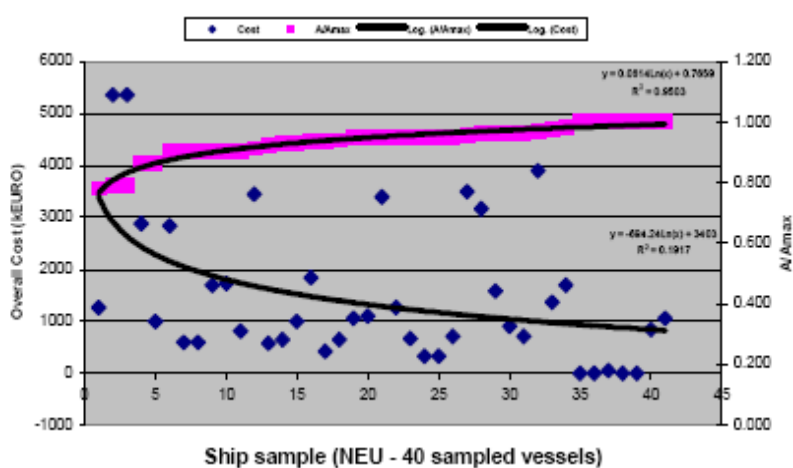 Cost A/Amax Log. (A/Amax) Log. (Cost)
6000 1.200
5000 1.000
4000 0.800
3000
2000 0.600
1000 0.400
0 0.200
-1000 0.000
Overall Cost (kEURO)
A/Amax
y = 0.0614Ln(x) + 0.7659
R² = 0.9503
y = -694.24Ln(x) + 3403
R² = 0.1917
0 5 10 15 20 25 30 35 40 45
Ship sample (NEU - 40 sampled vessels)